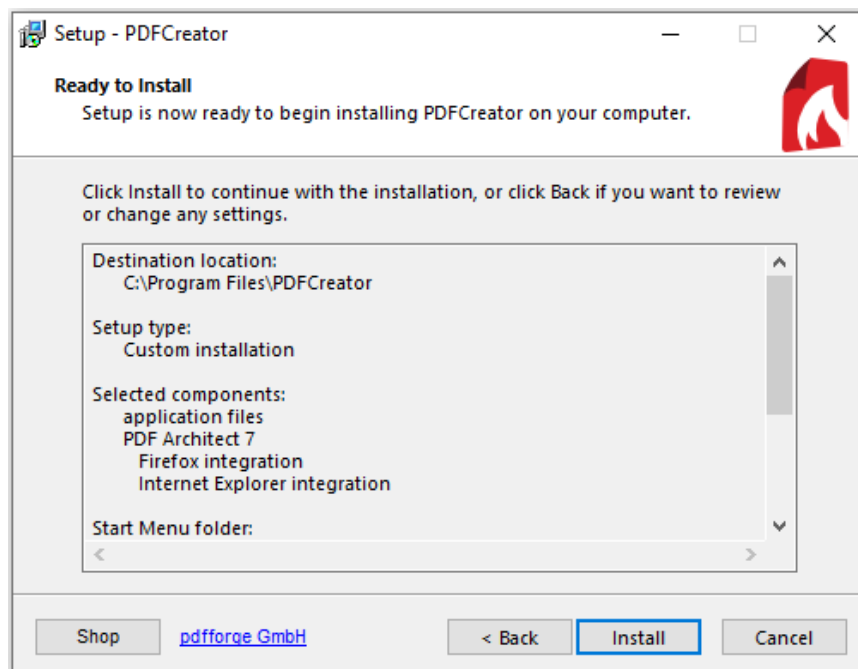 Setup - PDFCreator
Ready to Install
Setup is now ready to begin installing PDFCreator on your computer.
Click Install to continue with the installation, or click Back if you want to review
or change any settings.
Destination location:
C:\Program Files\PDFCreator
Setup type:
Custom installation
Selected components:
application files
PDF Architect 7
Firefox integration
Internet Explorer integration
Start Menu folder:
Shop
pdfforge GmbH
< Back
Install
Cancel